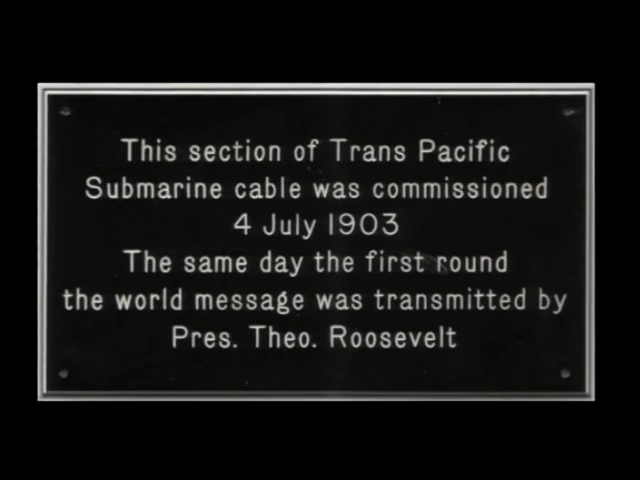 This section of Trans Pacific
Submarine cable was commissioned
4 July 1903
The same day the first round
the world message was transmitted by
Pres. Theo. Roosevelt